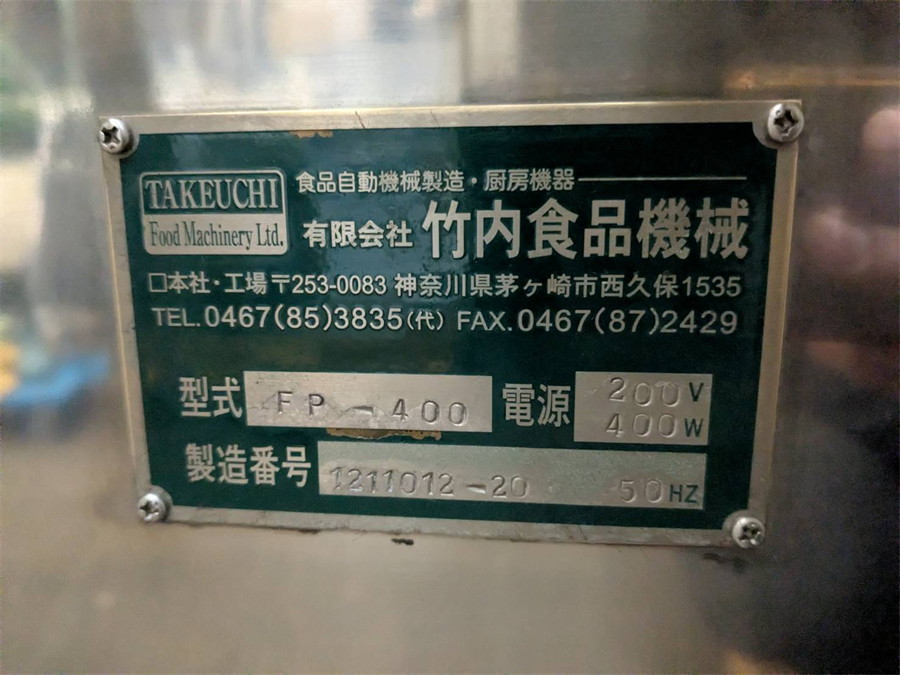 TAKEUCHI
Food Machinery Ltd.
食品自動機械製造・厨房機器
有限会社 竹内食品機械
□本社・工場〒253-0083 神奈川県茅ヶ崎市西久保1535
TEL.0467(85)3835(代) FAX.0467(87)2429
型式 FP-400 電源 200V
400W
製造番号 1211012-20 50HZ